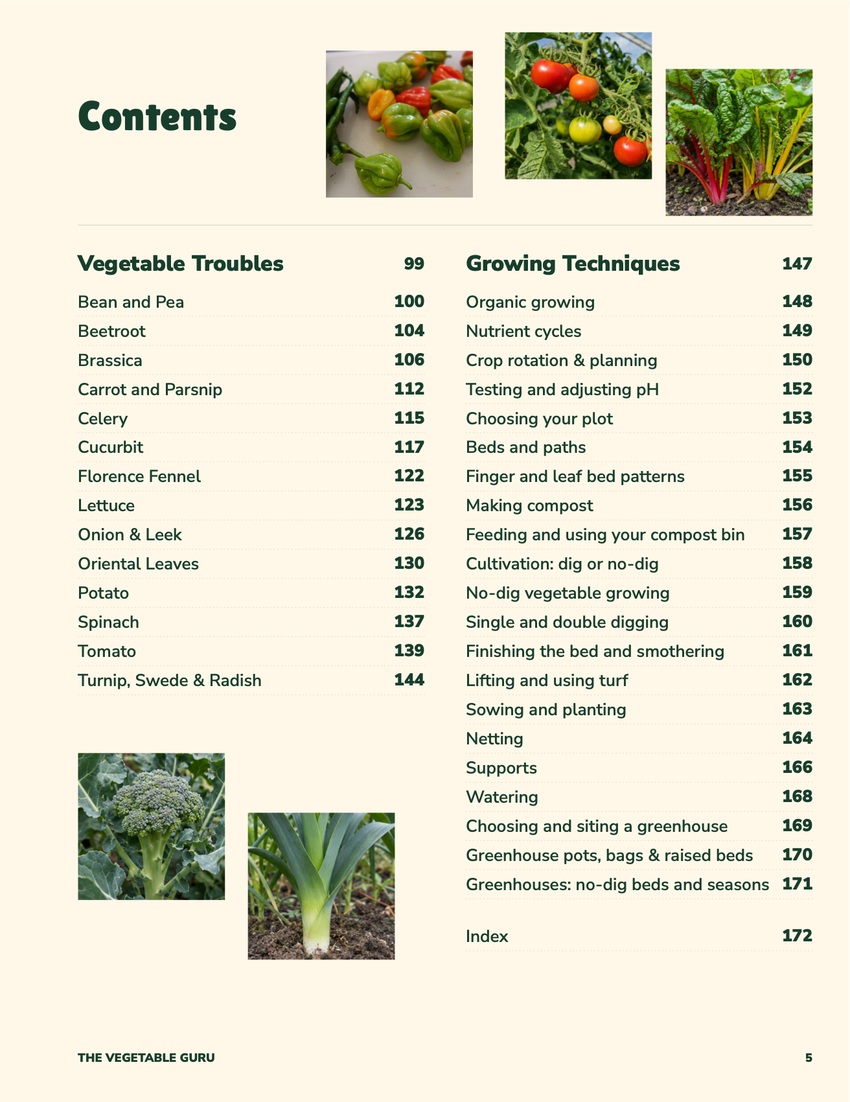 Contents
Vegetable Troubles 99
Bean and Pea 100
Beetroot 104
Brassica 106
Carrot and Parsnip 112
Celery 115
Cucurbit 117
Florence Fennel 122
Lettuce 123
Onion & Leek 126
Oriental Leaves 130
Potato 132
Spinach 137
Tomato 139
Turnip, Swede & Radish 144
Growing Techniques 147
Organic growing 148
Nutrient cycles 149
Crop rotation & planning 150
Testing and adjusting pH 152
Choosing your plot 153
Beds and paths 154
Finger and leaf bed patterns 155
Making compost 156
Feeding and using your compost bin 157
Cultivation: dig or no-dig 158
No-dig vegetable growing 159
Single and double digging 160
Finishing the bed and smothering 161
Lifting and using turf 162
Sowing and planting 163
Netting 164
Supports 166
Watering 168
Choosing and siting a greenhouse 169
Greenhouse pots, bags & raised beds 170
Greenhouses: no-dig beds and seasons 171
Index 172
THE VEGETABLE GURU 5